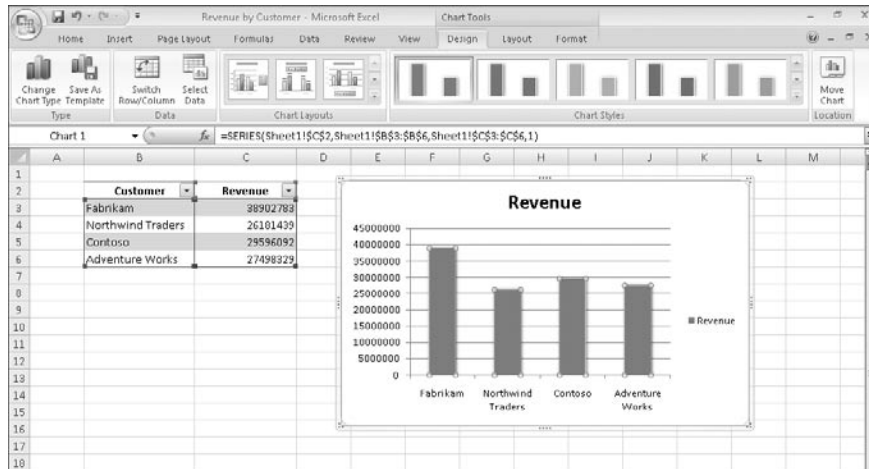 Revenue by Customer - Microsoft Excel
Chart Tools
Home Insert Page Layout Formulas Data Review View Design Layout Format
Change Chart Type
Save As Template
Switch Row/Column
Select Data
Move Chart
Type Data Chart Layouts Chart Styles Location
Chart 1 fx =SERIES(Sheet1!$C$2,Sheet1!$B$3:$B$6,Sheet1!$C$3:$C$6,1)
A B C D E F G H I J K L M
1
2 Customer Revenue
3 Fabrikam 38902783
4 Northwind Traders 26181439
5 Contoso 29596092
6 Adventure Works 27498329
7
8
9
10
11
12
13
14
15
16
17
18
Revenue
45000000
40000000
35000000
30000000
25000000
20000000
15000000
10000000
5000000
0
Fabrikam
Northwind Traders
Contoso
Adventure Works
Revenue